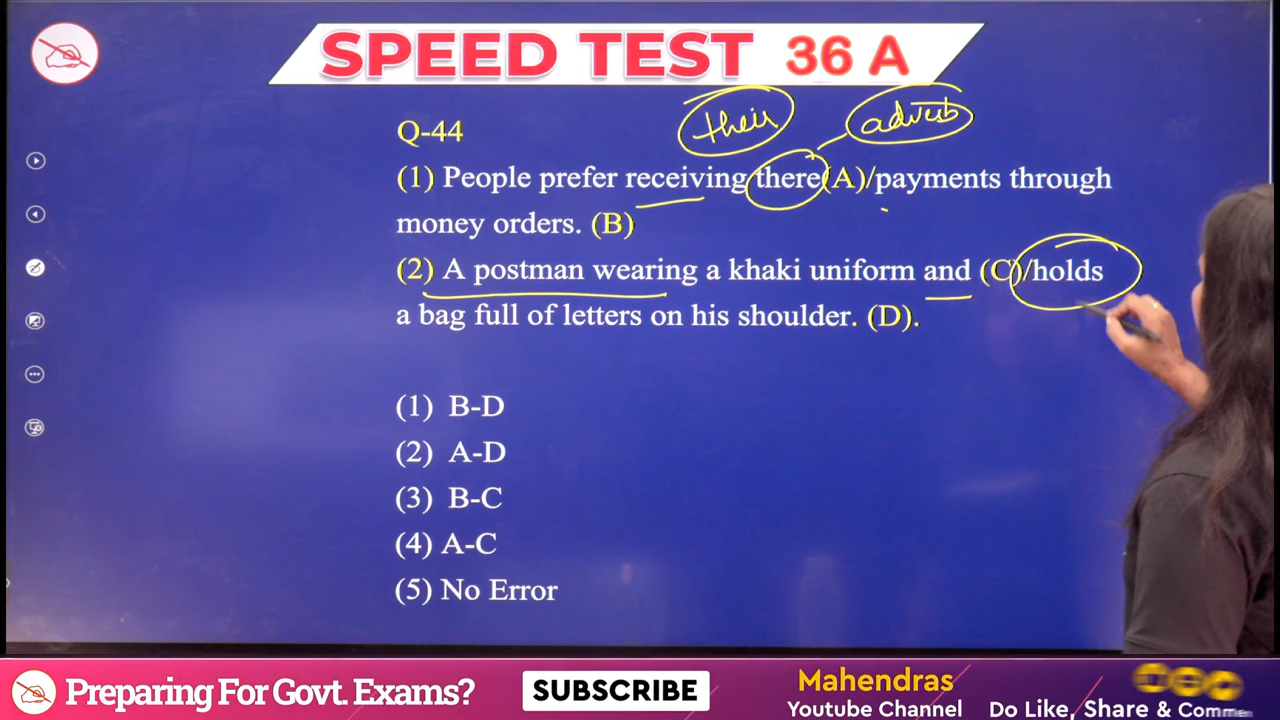 SPEED TEST 36 A
their adverb
Q-44
(1) People prefer receiving there(A)/payments through
money orders. (B)
(2) A postman wearing a khaki uniform and (C)/holds
a bag full of letters on his shoulder. (D).
(1) B-D
(2) A-D
(3) B-C
(4) A-C
(5) No Error
Preparing For Govt. Exams?
SUBSCRIBE
Mahendras
Youtube Channel
Do Like, Share & Comment